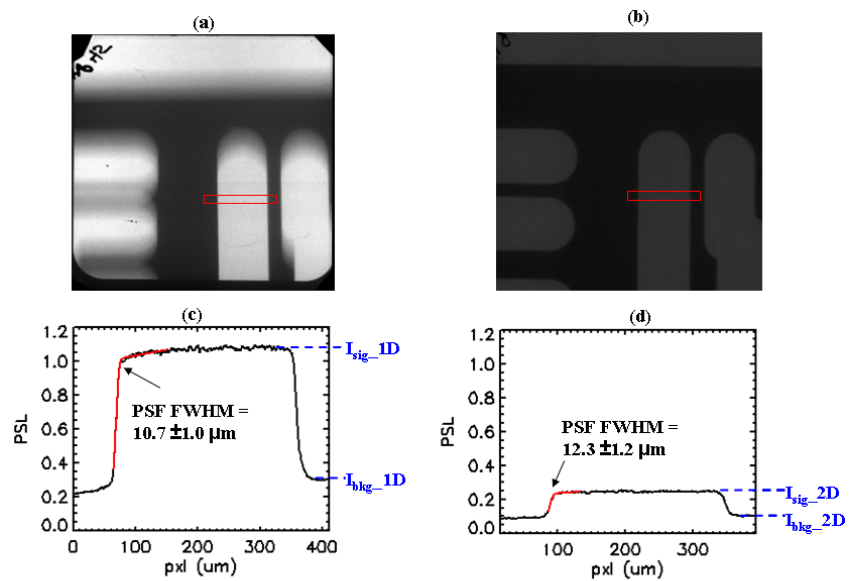 (a)
(b)
(c)
1.2
1.0
0.8
0.6
0.4
0.2
0.0
PSL
I_sig_1D
PSF FWHM =
10.7 ±1.0 µm
I_bkg_1D
0 100 200 300 400
pxl (um)
(d)
1.2
1.0
0.8
0.6
0.4
0.2
0.0
PSL
PSF FWHM =
12.3 ±1.2 µm
I_sig_2D
I_bkg_2D
100 200 300
pxl (um)